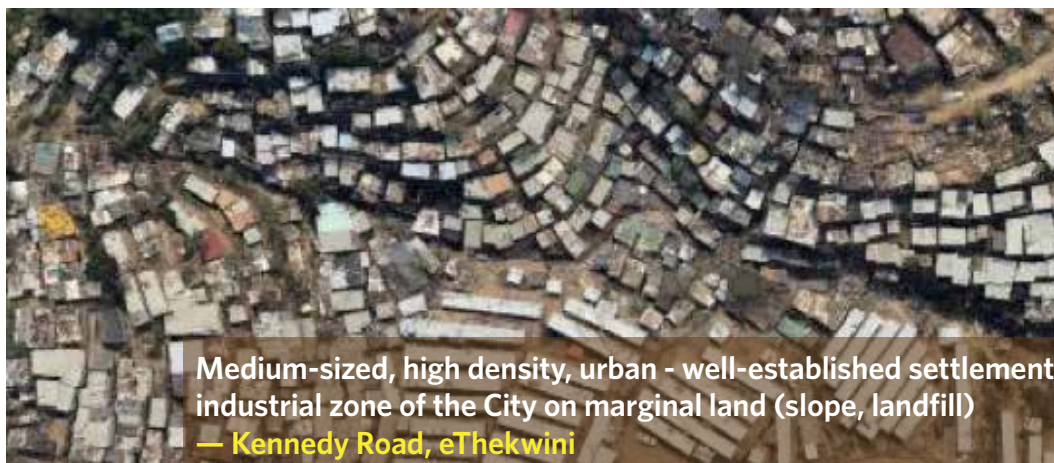 Medium-sized, high density, urban - well-established settlement
industrial zone of the City on marginal land (slope, landfill)
— Kennedy Road, eThekwini